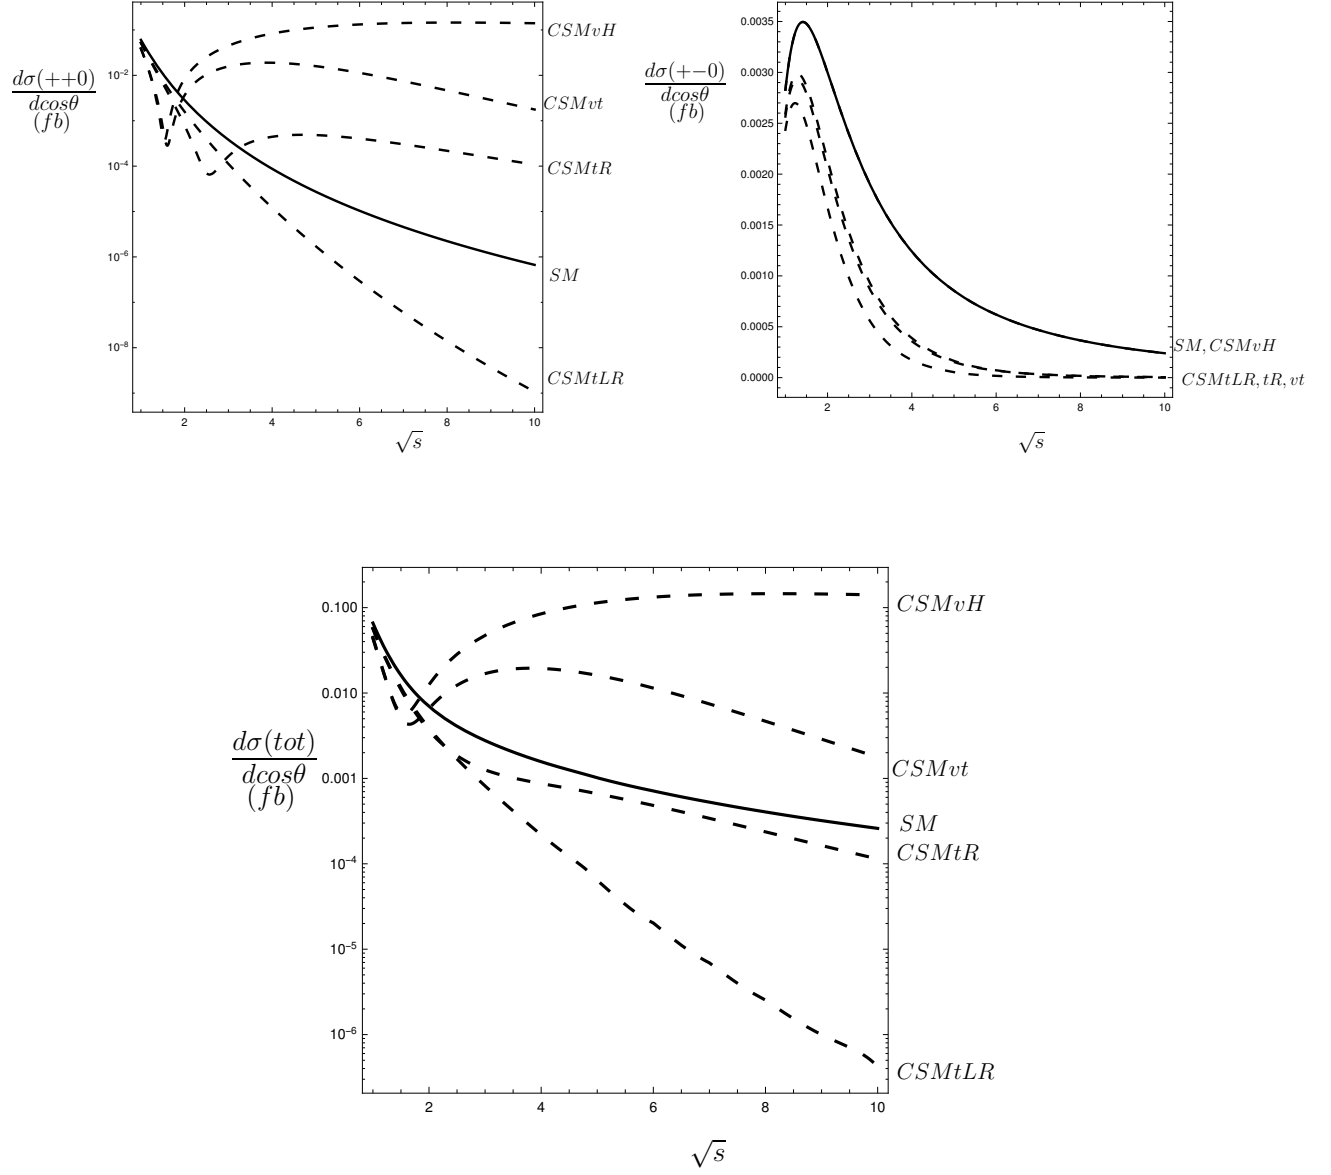 dσ(++0)
dcosθ
(fb)
10⁻²
10⁻⁴
10⁻⁶
10⁻⁸
2
4
6
8
10
√s
CSMvH
CSMvt
CSMtR
SM
CSMtLR
dσ(+−0)
dcosθ
(fb)
0.0035
0.0030
0.0025
0.0020
0.0015
0.0010
0.0005
0.0000
2
4
6
8
10
√s
SM, CSMvH
CSMtLR, tR, vt
dσ(tot)
dcosθ
(fb)
0.100
0.010
0.001
10⁻⁴
10⁻⁵
10⁻⁶
2
4
6
8
10
√s
CSMvH
CSMvt
SM
CSMtR
CSMtLR